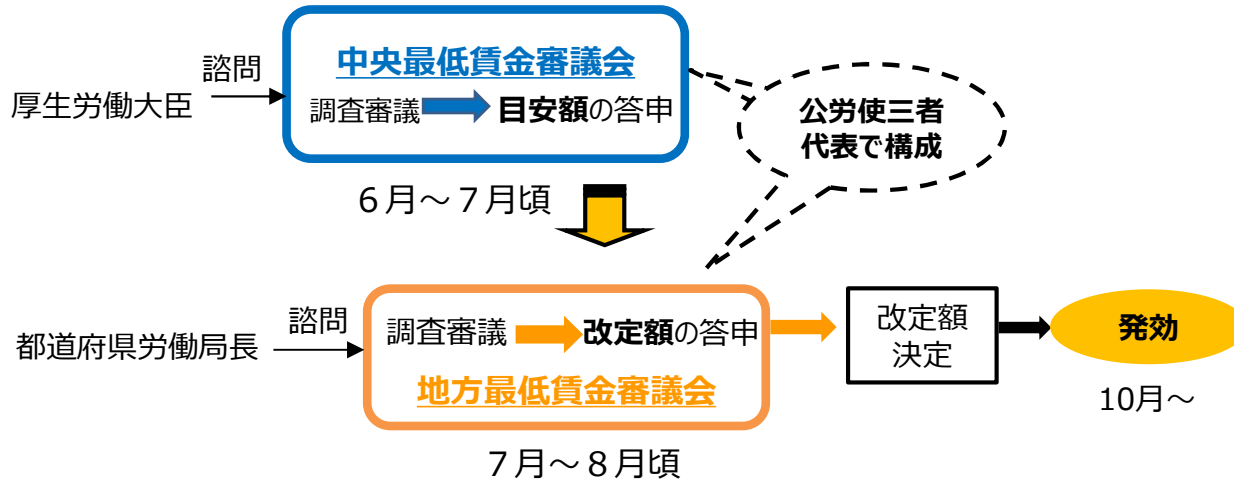 諮問
厚生労働大臣
中央最低賃金審議会
調査審議 目安額の答申
公労使三者
代表で構成
６月～７月頃
諮問
都道府県労働局長
調査審議 改定額の答申
地方最低賃金審議会
改定額
決定
発効
10月～
７月～８月頃